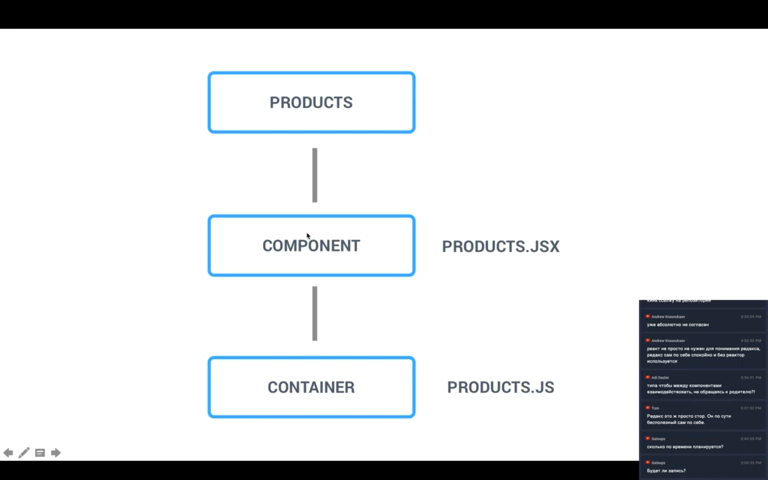 PRODUCTS
COMPONENT
PRODUCTS.JSX
CONTAINER
PRODUCTS.JS
уже абсолютно не согласен
реакт не просто не нужен для понимания редакса,
редакс сам по себе спокойно и без реактор
используется
типа чтобы между компонентами
взаимодействовать, не обращаясь к родителю?!
Редакс это ж просто стор. Он по сути
бесполезный сам по себе.
сколько по времени планируется?
Будет ли запись?